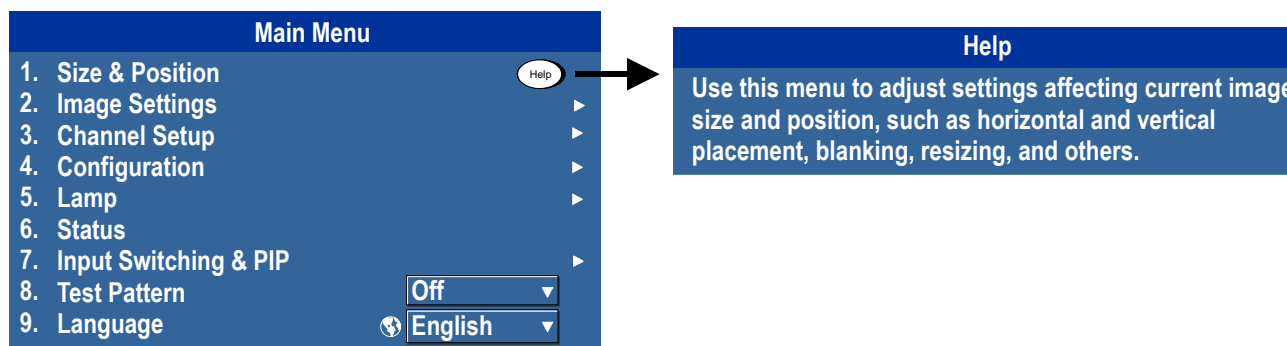 Main Menu
1. Size & Position
Help
2. Image Settings
3. Channel Setup
4. Configuration
5. Lamp
6. Status
7. Input Switching & PIP
8. Test Pattern Off
9. Language English
Help
Use this menu to adjust settings affecting current image
size and position, such as horizontal and vertical
placement, blanking, resizing, and others.